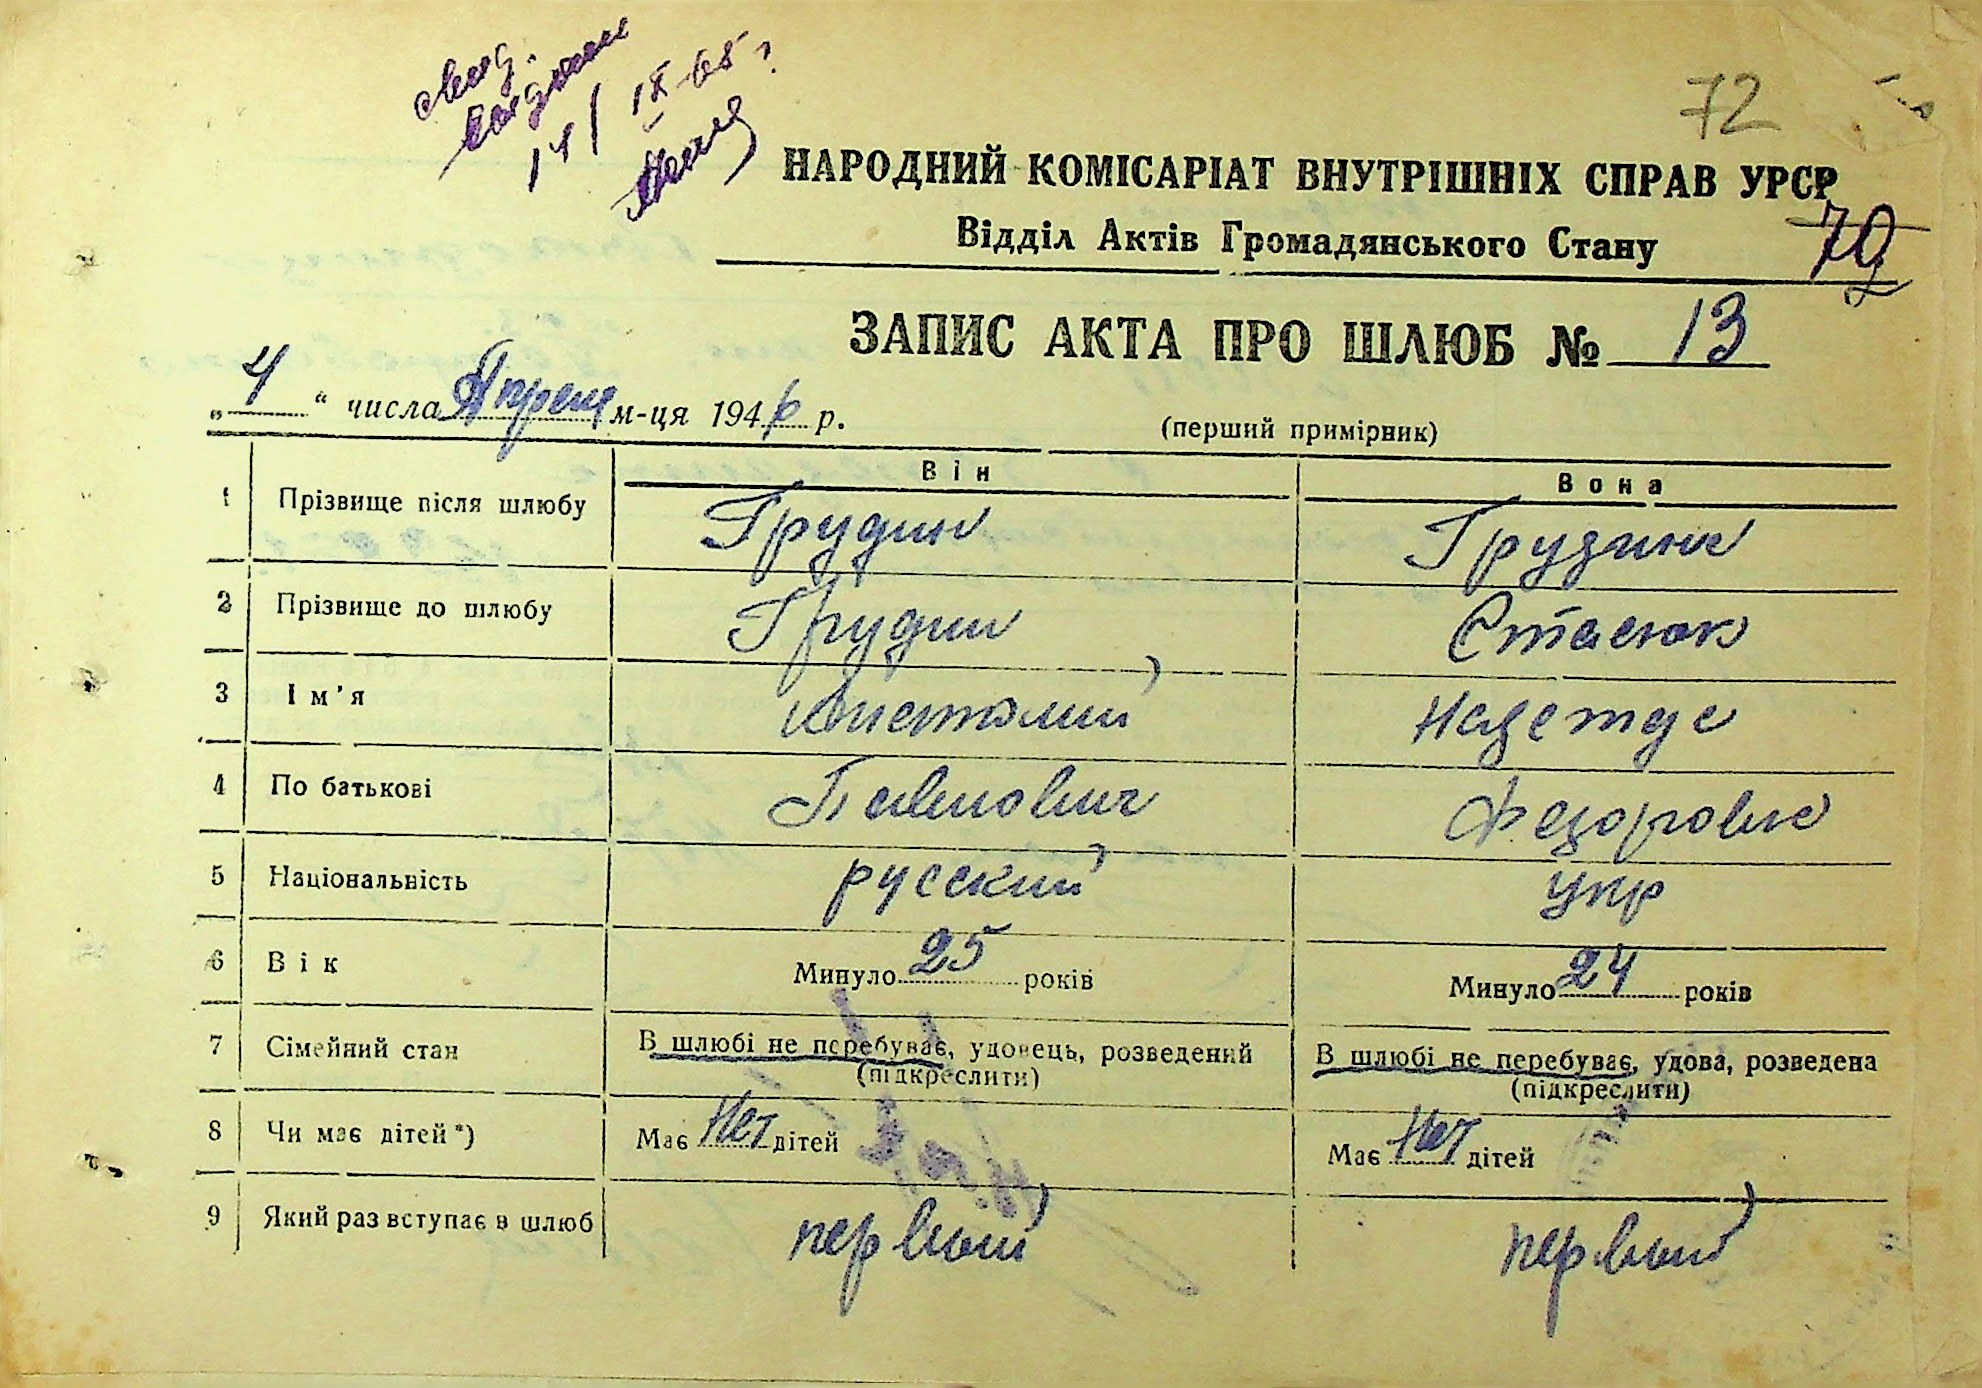 14/IX-65 г.
72
НАРОДНИЙ КОМІСАРІАТ ВНУТРІШНІХ СПРАВ УРСР
Відділ Актів Громадянського Стану
ЗАПИС АКТА ПРО ШЛЮБ № 13
„4“ числа Апреля м-ця 1946 р.
(перший примірник)
Він Вона
1 Прізвище після шлюбу Грудин Грудина
2 Прізвище до шлюбу Грудин Стасюк
3 Ім'я Анатолий Надежда
4 По батькові Павлович Федоровна
5 Національність русский укр
6 Вік Минуло 25 років Минуло 24 років
7 Сімейний стан В шлюбі не перебуває, удовець, розведений В шлюбі не перебуває, удова, розведена
(підкреслити) (підкреслити)
8 Чи має дітей*) Має Нет дітей Має Нет дітей
9 Який раз вступає в шлюб первый первый